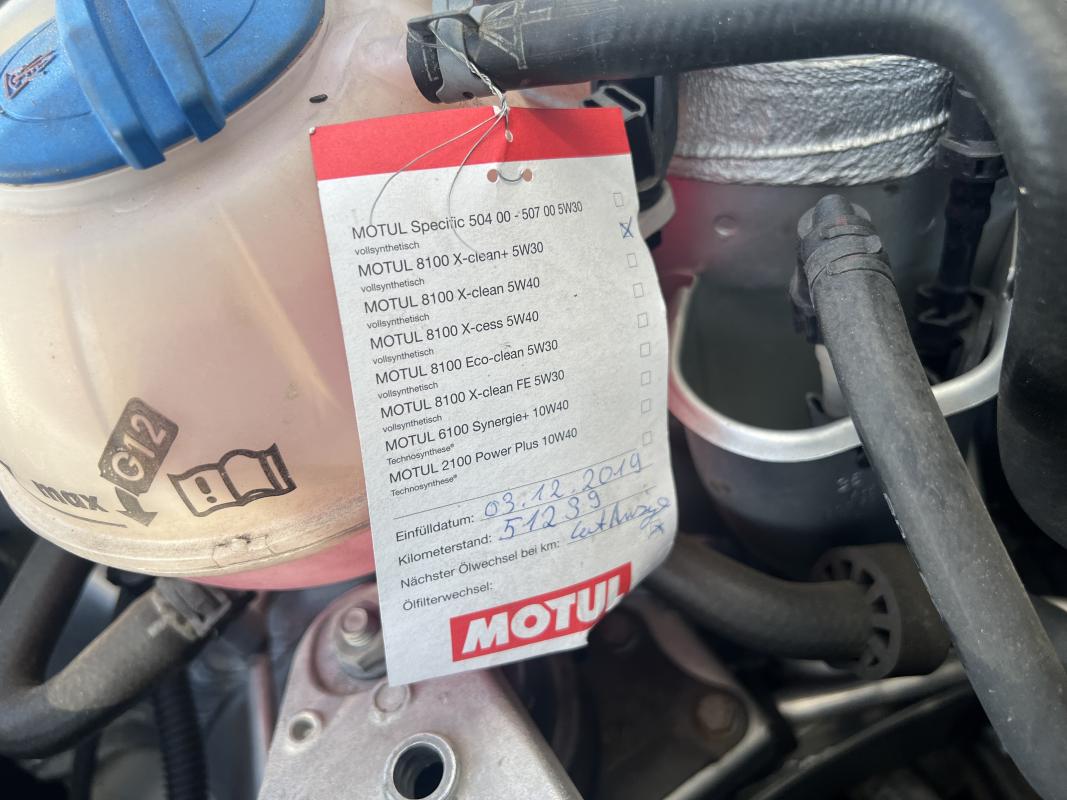 MOTUL Specific 504 00 - 507 00 5W30
vollsynthetisch
MOTUL 8100 X-clean+ 5W30
vollsynthetisch
MOTUL 8100 X-clean 5W40
vollsynthetisch
MOTUL 8100 X-cess 5W40
vollsynthetisch
MOTUL 8100 Eco-clean 5W30
vollsynthetisch
MOTUL 8100 X-clean FE 5W30
vollsynthetisch
MOTUL 6100 Synergie+ 10W40
Technosynthese®
MOTUL 2100 Power Plus 10W40
Technosynthese®
Einfülldatum: 03.12.2019
Kilometerstand: 51239
Nächster Ölwechsel bei km: laut Anzeige
Ölfilterwechsel:
MOTUL
G12
max